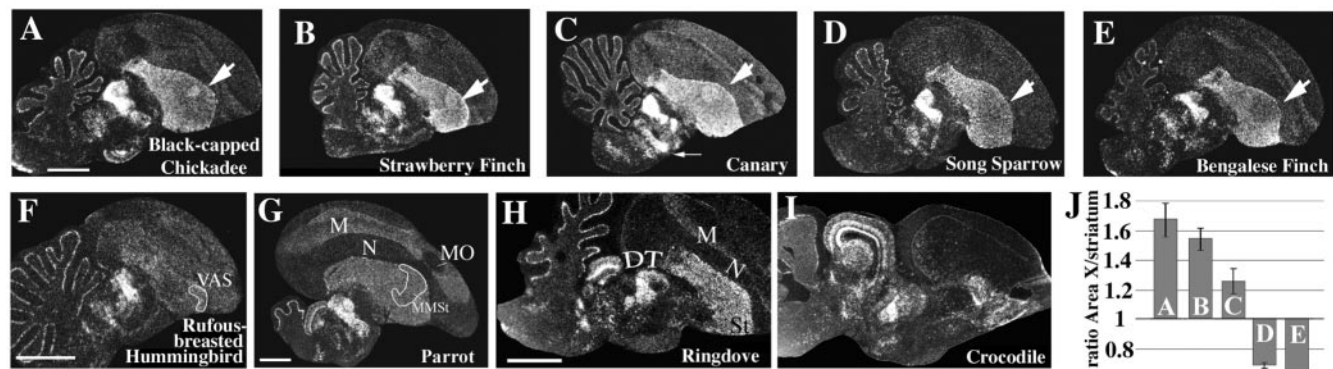 A
Black-capped
Chickadee
B
Strawberry Finch
C
Canary
D
Song Sparrow
E
Bengalese Finch
F
VAS
Rufous-
breasted
Hummingbird
G
M
N
MO
MMSt
Parrot
H
M
N
DT
St
Ringdove
I
Crocodile
J
ratio Area X/striatum
1.8
1.6
1.4
1.2
1
0.8
A
B
C
D
E